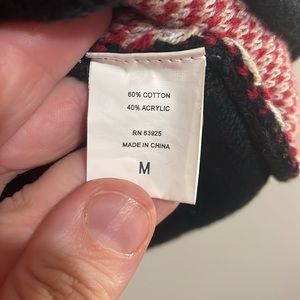 60% COTTON
40% ACRYLIC
RN 63925
MADE IN CHINA
M